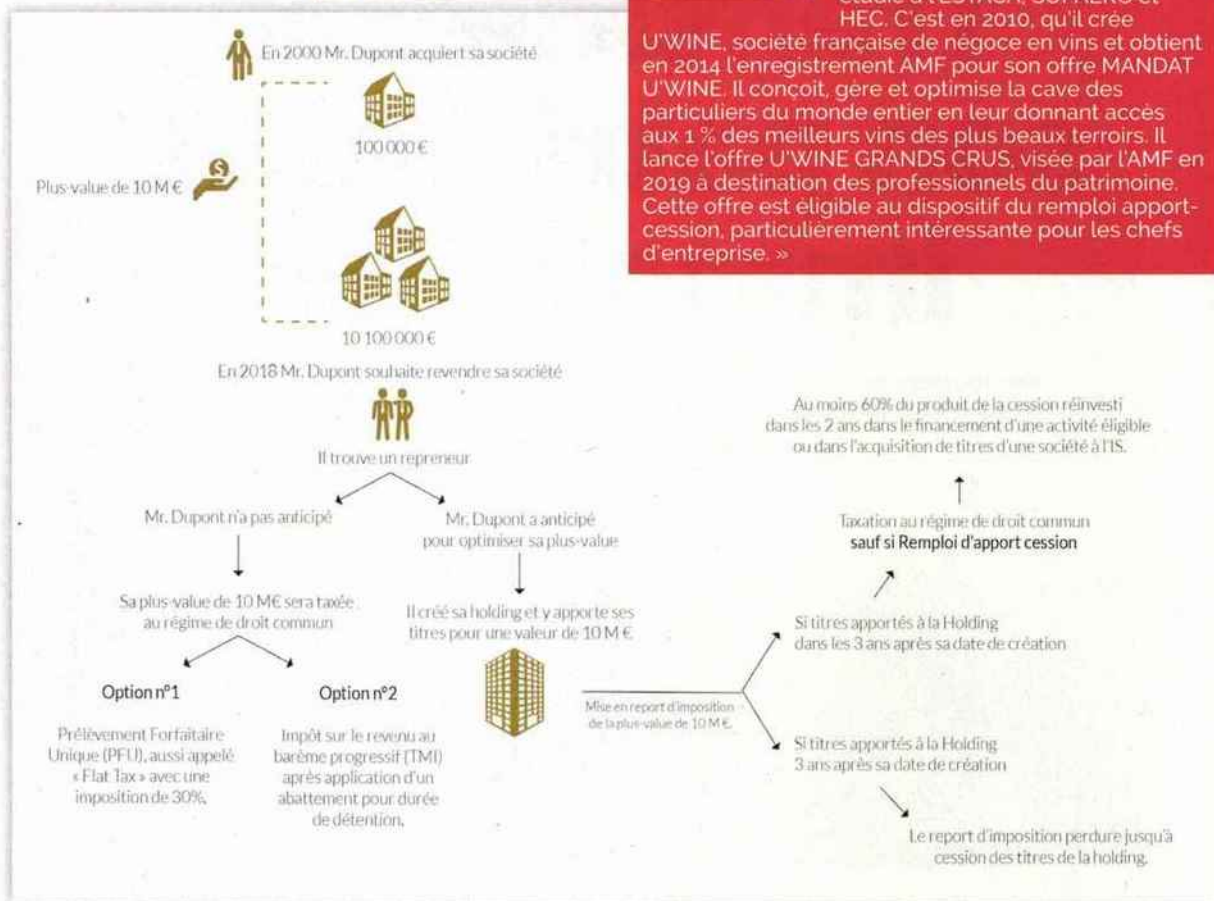 HEC. C'est en 2010, qu'il crée
U'WINE, société française de négoce en vins et obtient
en 2014 l'enregistrement AMF pour son offre MANDAT
U'WINE. Il conçoit, gère et optimise la cave des
particuliers du monde entier en leur donnant accès
aux 1 % des meilleurs vins des plus beaux terroirs. Il
lance l'offre U'WINE GRANDS CRUS, visée par l'AMF en
2019 à destination des professionnels du patrimoine.
Cette offre est éligible au dispositif du remploi apport-
cession, particulièrement intéressante pour les chefs
d'entreprise. »
En 2000 Mr. Dupont acquiert sa société
100 000 €
Plus-value de 10 M €
10 100 000 €
En 2018 Mr. Dupont souhaite revendre sa société
Il trouve un repreneur
Mr. Dupont n'a pas anticipé
Sa plus-value de 10 M€ sera taxée
au régime de droit commun
Option n°1
Prélèvement Forfaitaire
Unique (PFU), aussi appelé
« Flat Tax » avec une
imposition de 30%.
Option n°2
Impôt sur le revenu au
barème progressif (TMI)
après application d'un
abattement pour durée
de détention.
Mr. Dupont a anticipé
pour optimiser sa plus-value
Il créé sa holding et y apporte ses
titres pour une valeur de 10 M €
Mise en report d'imposition
de la plus-value de 10 M €.
Si titres apportés à la Holding
dans les 3 ans après sa date de création
Taxation au régime de droit commun
sauf si Remploi d'apport cession
Au moins 60% du produit de la cession réinvesti
dans les 2 ans dans le financement d'une activité éligible
ou dans l'acquisition de titres d'une société à l'IS.
Si titres apportés à la Holding
3 ans après sa date de création
Le report d'imposition perdure jusqu'à
cession des titres de la holding.